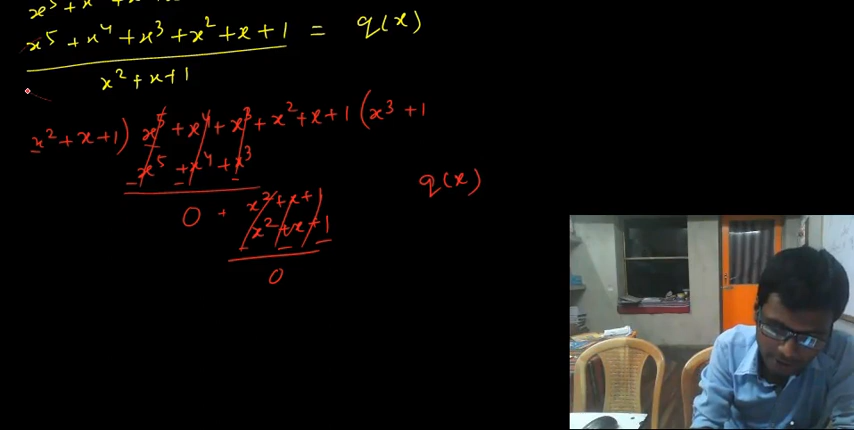 x⁵ + x⁴ + x³ + x² + x + 1 = q(x)
x² + x + 1
x² + x + 1) x⁵ + x⁴ + x³ + x² + x + 1 (x³ + 1
x⁵ + x⁴ + x³
0 + x² + x + 1
q(x)
x² + x + 1
0